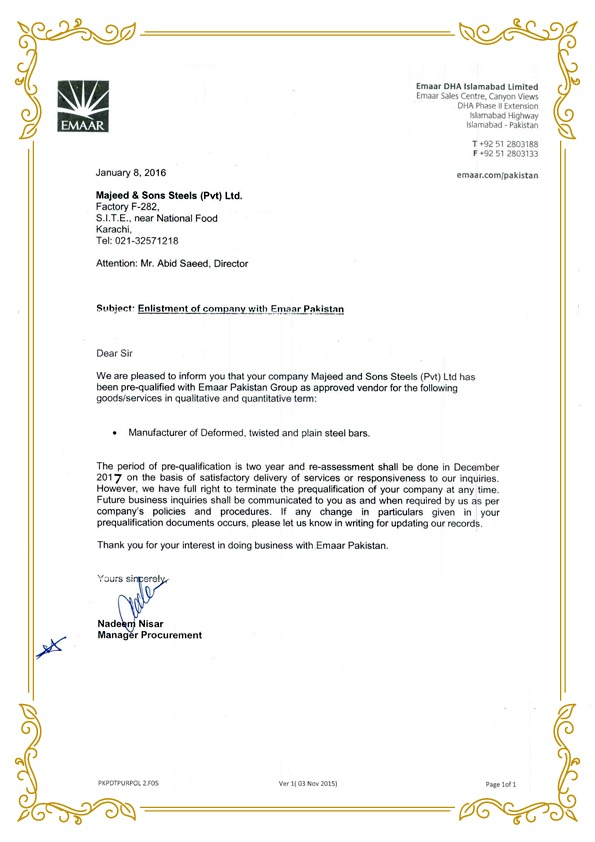 EMAAR
Emaar DHA Islamabad Limited
Emaar Sales Centre, Canyon Views
DHA Phase II Extension
Islamabad Highway
Islamabad - Pakistan
T +92 51 2803188
F +92 51 2803133
emaar.com/pakistan
January 8, 2016
Majeed & Sons Steels (Pvt) Ltd.
Factory F-282,
S.I.T.E., near National Food
Karachi,
Tel: 021-32571218
Attention: Mr. Abid Saeed, Director
Subject: Enlistment of company with Emaar Pakistan
Dear Sir
We are pleased to inform you that your company Majeed and Sons Steels (Pvt) Ltd has
been pre-qualified with Emaar Pakistan Group as approved vendor for the following
goods/services in qualitative and quantitative term:
• Manufacturer of Deformed, twisted and plain steel bars.
The period of pre-qualification is two year and re-assessment shall be done in December
2017 on the basis of satisfactory delivery of services or responsiveness to our inquiries.
However, we have full right to terminate the prequalification of your company at any time.
Future business inquiries shall be communicated to you as and when required by us as per
company's policies and procedures. If any change in particulars given in your
prequalification documents occurs, please let us know in writing for updating our records.
Thank you for your interest in doing business with Emaar Pakistan.
Yours sincerely,
Nadeem Nisar
Manager Procurement
PKPDTPURPOL 2.F05
Ver 1( 03 Nov 2015)
Page 1of 1